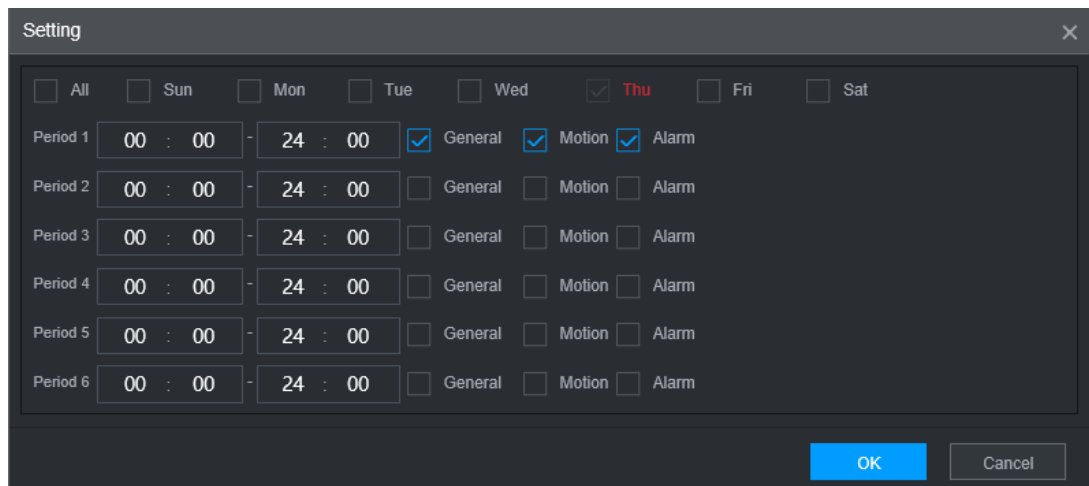 Setting
All Sun Mon Tue Wed Thu Fri Sat
Period 1 00 : 00 - 24 : 00 General Motion Alarm
Period 2 00 : 00 - 24 : 00 General Motion Alarm
Period 3 00 : 00 - 24 : 00 General Motion Alarm
Period 4 00 : 00 - 24 : 00 General Motion Alarm
Period 5 00 : 00 - 24 : 00 General Motion Alarm
Period 6 00 : 00 - 24 : 00 General Motion Alarm
OK Cancel